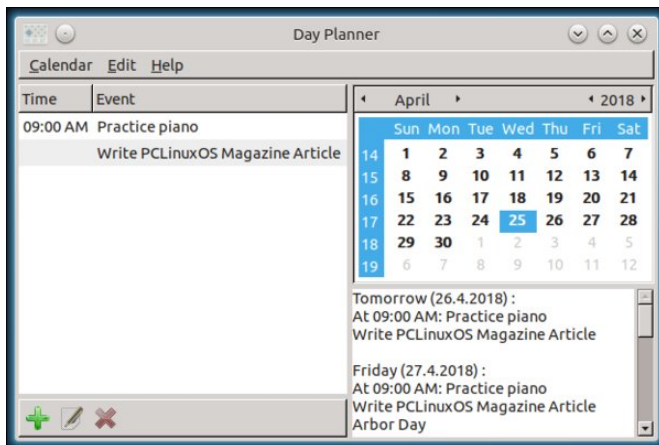 Day Planner
Calendar Edit Help
Time Event
09:00 AM Practice piano
Write PCLinuxOS Magazine Article
April 2018
Sun Mon Tue Wed Thu Fri Sat
14 1 2 3 4 5 6 7
15 8 9 10 11 12 13 14
16 15 16 17 18 19 20 21
17 22 23 24 25 26 27 28
18 29 30 1 2 3 4 5
19 6 7 8 9 10 11 12
Tomorrow (26.4.2018) :
At 09:00 AM: Practice piano
Write PCLinuxOS Magazine Article
Friday (27.4.2018) :
At 09:00 AM: Practice piano
Write PCLinuxOS Magazine Article
Arbor Day